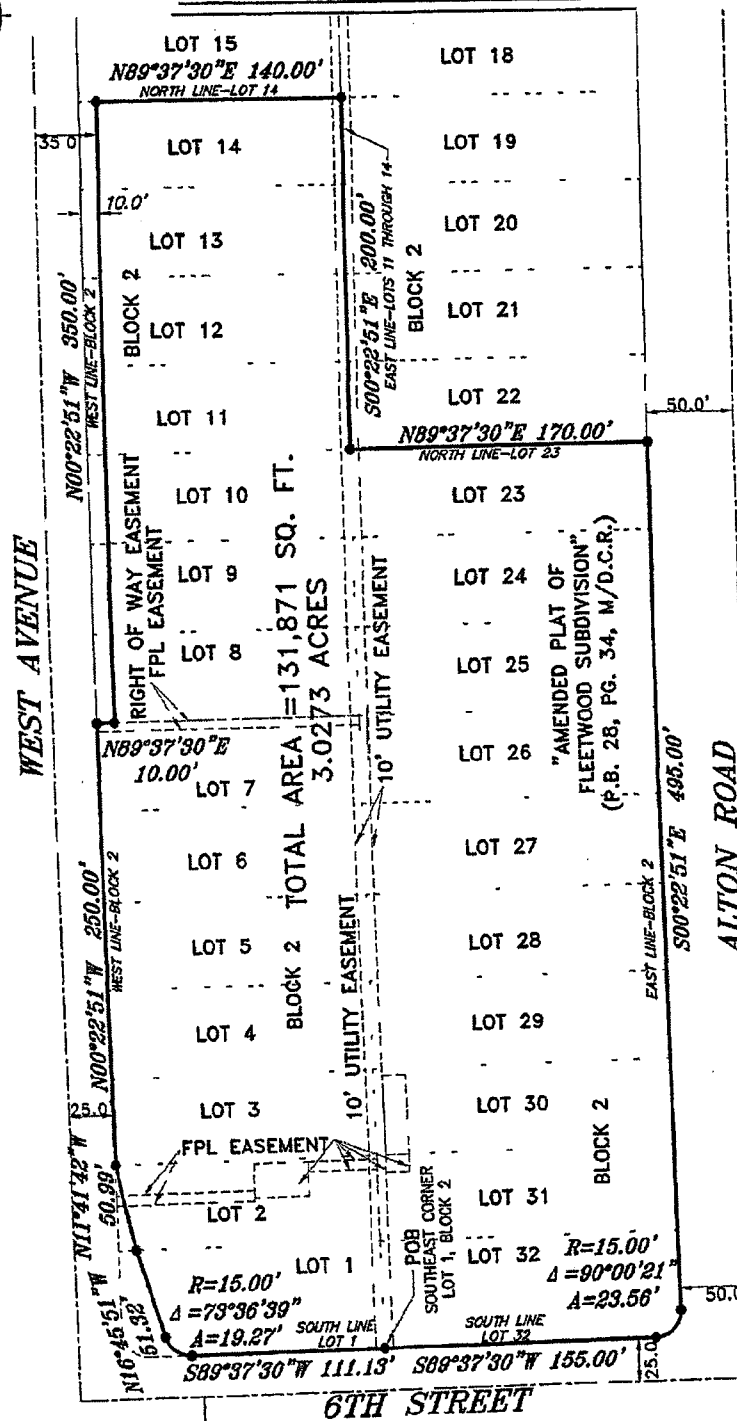 LOT 15
N89°37'30"E 140.00'
NORTH LINE-LOT 14
LOT 18
35.0
LOT 14
LOT 19
10.0'
LOT 13
LOT 20
S00°22'51"E 200.00'
EAST LINE-LOTS 11 THROUGH 14
BLOCK 2
BLOCK 2
N00°22'51"W 350.00'
WEST LINE-BLOCK 2
LOT 12
LOT 21
LOT 11
LOT 22
50.0'
N89°37'30"E 170.00'
NORTH LINE-LOT 23
LOT 10
LOT 23
RIGHT OF WAY EASEMENT
FPL EASEMENT
WEST AVENUE
LOT 9
LOT 24
LOT 8
LOT 25
TOTAL AREA =131,871 SQ. FT.
3.0273 ACRES
10' UTILITY EASEMENT
"AMENDED PLAT OF
FLEETWOOD SUBDIVISION"
(P.B. 28, PG. 34, M/D.C.R.)
N89°37'30"E
10.00'
LOT 7
LOT 26
LOT 6
LOT 27
N00°22'51"W 250.00'
WEST LINE-BLOCK 2
EAST LINE-BLOCK 2
S00°22'51"E 495.00'
ALTON ROAD
LOT 5
LOT 28
BLOCK 2
10' UTILITY EASEMENT
LOT 4
LOT 29
25.0
LOT 3
LOT 30
BLOCK 2
FPL EASEMENT
N11°41'42"W
50.99'
LOT 2
LOT 31
POB
SOUTHEAST CORNER
LOT 1, BLOCK 2
LOT 1
LOT 32
R=15.00'
Δ=73°36'39"
A=19.27'
R=15.00'
Δ=90°00'21"
A=23.56'
50.0
N16°45'51"W
51.32'
SOUTH LINE
LOT 1
SOUTH LINE
LOT 32
25.0
S89°37'30"W 111.13'
S89°37'30"W 155.00'
6TH STREET